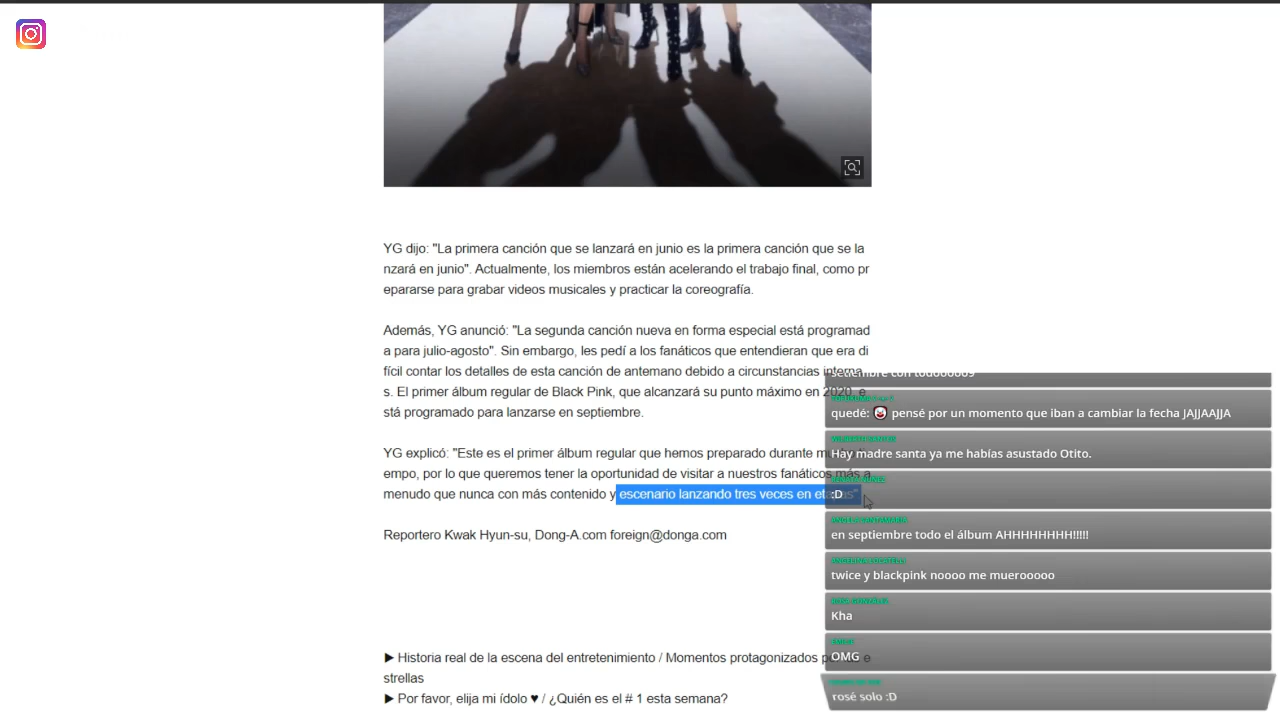 YG dijo: "La primera canción que se lanzará en junio es la primera canción que se la
nzará en junio". Actualmente, los miembros están acelerando el trabajo final, como pr
epararse para grabar videos musicales y practicar la coreografía.
Además, YG anunció: "La segunda canción nueva en forma especial está programad
a para julio-agosto". Sin embargo, les pedí a los fanáticos que entendieran que era di
fícil contar los detalles de esta canción de antemano debido a circunstancias interna
s. El primer álbum regular de Black Pink, que alcanzará su punto máximo en 2020, e
stá programado para lanzarse en septiembre.
YG explicó: "Este es el primer álbum regular que hemos preparado durante
empo, por lo que queremos tener la oportunidad de visitar a nuestros fanáticos más a
menudo que nunca con más contenido y escenario lanzando tres veces en etapas"
Reportero Kwak Hyun-su, Dong-A.com foreign@donga.com
▶ Historia real de la escena del entretenimiento / Momentos protagonizados
strellas
▶ Por favor, elija mi ídolo ♥ / ¿Quién es el # 1 esta semana?
quedé: 🤡 pensé por un momento que iban a cambiar la fecha JAJJAAJJA
Hay madre santa ya me habías asustado Otito.
:D
ANGELA SANTAMARIA
en septiembre todo el álbum AHHHHHHHH!!!!!
ANGELINA
twice y blackpink noooo me muerooooo
ROSA GONZÁLEZ
Kha
EMILY
OMG
rosé solo :D